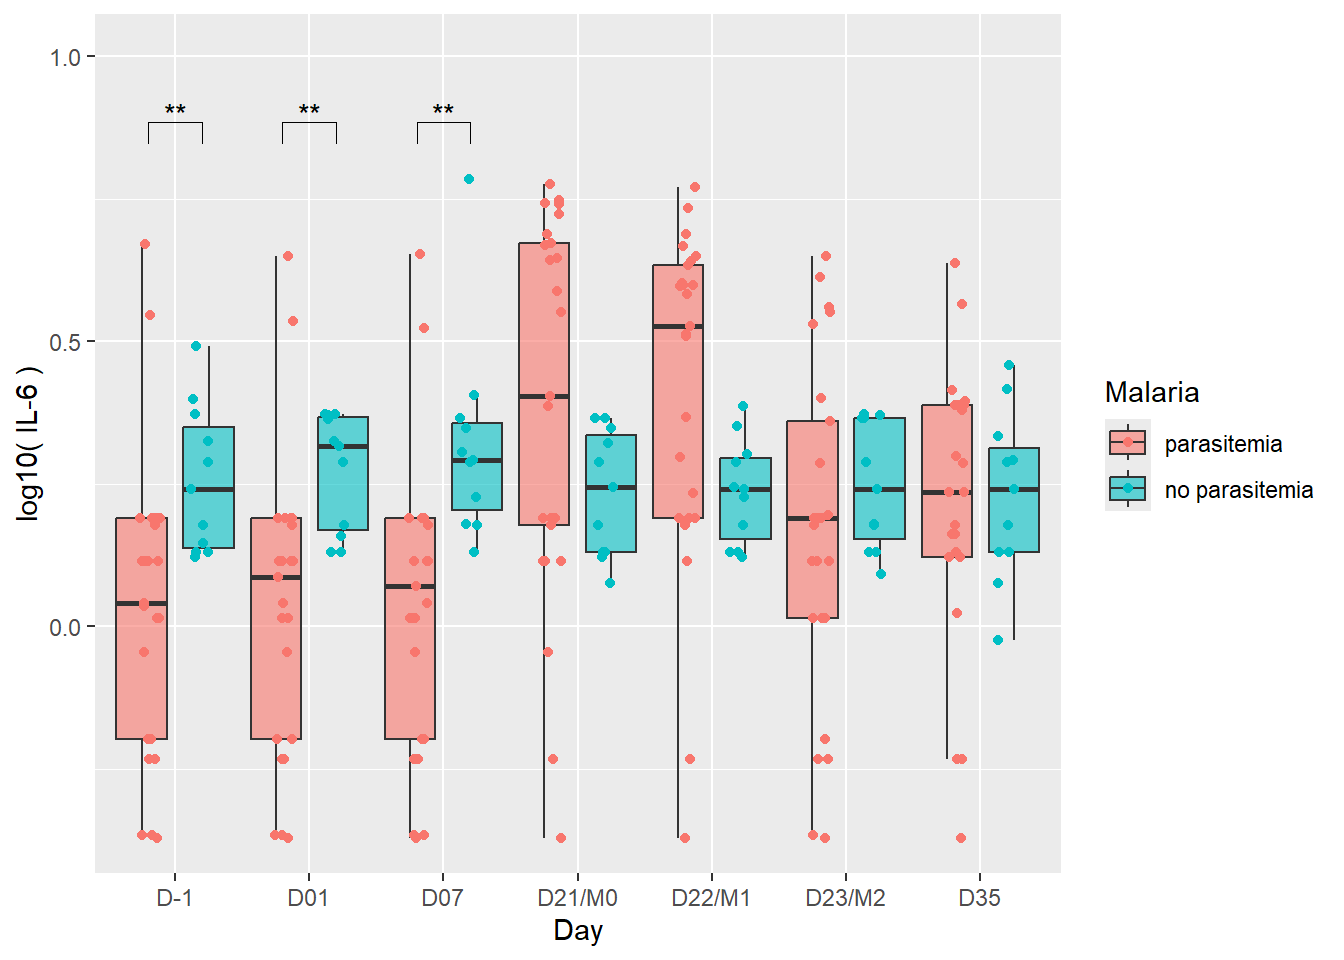 1.0
0.5
0.0
log10( IL-6 )
**
**
**
D-1
D01
D07
D21/M0
D22/M1
D23/M2
D35
Day
Malaria
parasitemia
no parasitemia